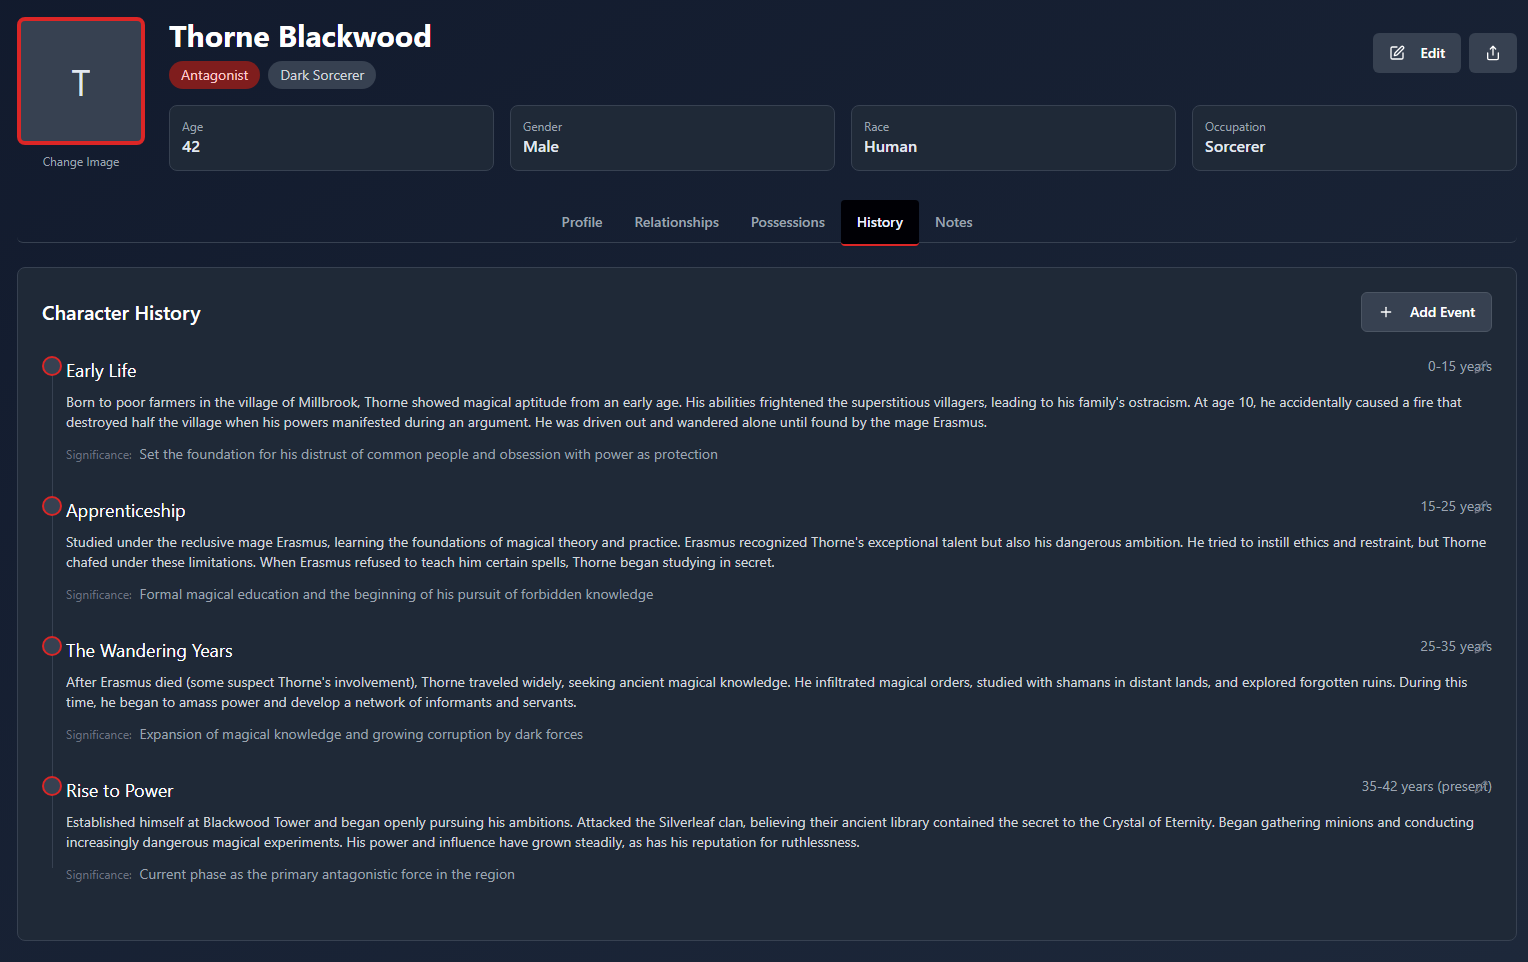 T
Change Image
Thorne Blackwood
Antagonist
Dark Sorcerer
Edit
Age
42
Gender
Male
Race
Human
Occupation
Sorcerer
Profile
Relationships
Possessions
History
Notes
Character History
Add Event
Early Life
0-15 years
Born to poor farmers in the village of Millbrook, Thorne showed magical aptitude from an early age. His abilities frightened the superstitious villagers, leading to his family's ostracism. At age 10, he accidentally caused a fire that
destroyed half the village when his powers manifested during an argument. He was driven out and wandered alone until found by the mage Erasmus.
Significance: Set the foundation for his distrust of common people and obsession with power as protection
Apprenticeship
15-25 years
Studied under the reclusive mage Erasmus, learning the foundations of magical theory and practice. Erasmus recognized Thorne's exceptional talent but also his dangerous ambition. He tried to instill ethics and restraint, but Thorne
chafed under these limitations. When Erasmus refused to teach him certain spells, Thorne began studying in secret.
Significance: Formal magical education and the beginning of his pursuit of forbidden knowledge
The Wandering Years
25-35 years
After Erasmus died (some suspect Thorne's involvement), Thorne traveled widely, seeking ancient magical knowledge. He infiltrated magical orders, studied with shamans in distant lands, and explored forgotten ruins. During this
time, he began to amass power and develop a network of informants and servants.
Significance: Expansion of magical knowledge and growing corruption by dark forces
Rise to Power
35-42 years (present)
Established himself at Blackwood Tower and began openly pursuing his ambitions. Attacked the Silverleaf clan, believing their ancient library contained the secret to the Crystal of Eternity. Began gathering minions and conducting
increasingly dangerous magical experiments. His power and influence have grown steadily, as has his reputation for ruthlessness.
Significance: Current phase as the primary antagonistic force in the region